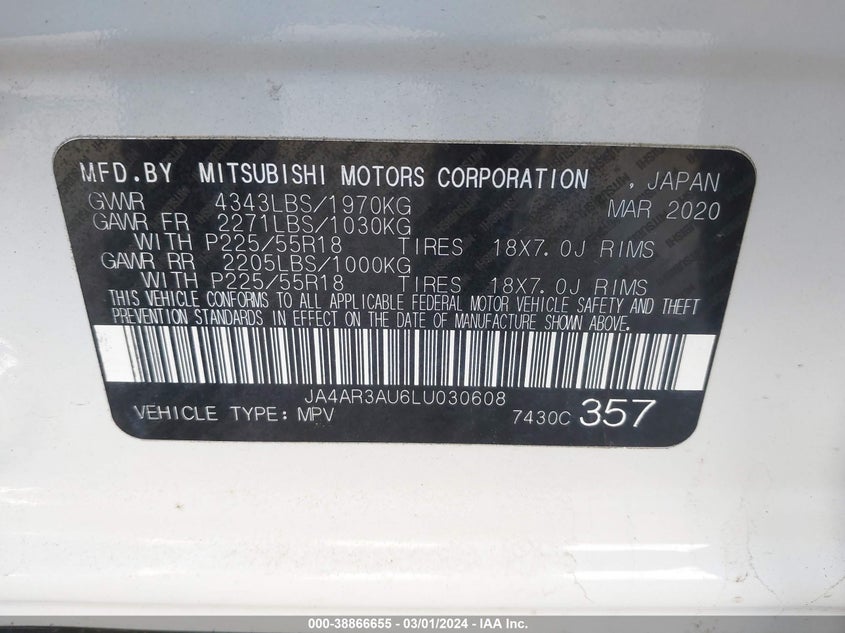 MFD.BY MITSUBISHI MOTORS CORPORATION , JAPAN
GVWR 4343LBS/1970KG MAR 2020
GAWR FR 2271LBS/1030KG
WITH P225/55R18 TIRES 18X7.0J RIMS
GAWR RR 2205LBS/1000KG
WITH P225/55R18 TIRES 18X7.0J RIMS
THIS VEHICLE CONFORMS TO ALL APPLICABLE FEDERAL MOTOR VEHICLE SAFETY AND THEFT
PREVENTION STANDARDS IN EFFECT ON THE DATE OF MANUFACTURE SHOWN ABOVE.
JA4AR3AU6LU030608
VEHICLE TYPE: MPV 7430C 357
000-38866655 - 03/01/2024 - IAA Inc.